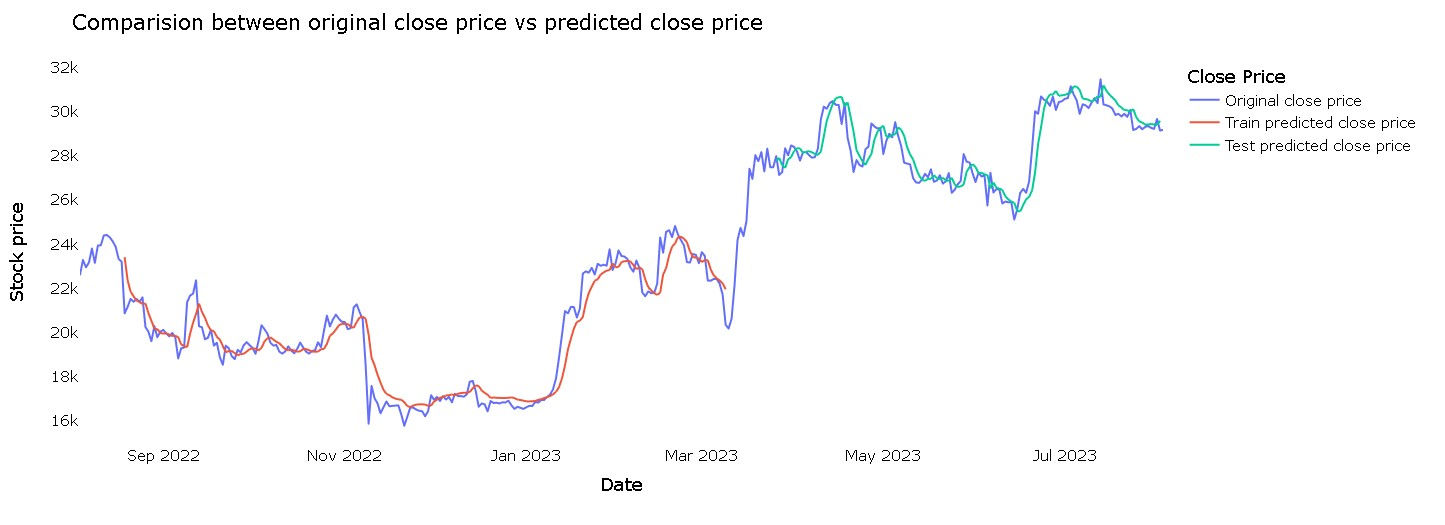 Comparision between original close price vs predicted close price
32k
30k
28k
26k
24k
22k
20k
18k
16k
Stock price
Sep 2022
Nov 2022
Jan 2023
Mar 2023
May 2023
Jul 2023
Date
Close Price
Original close price
Train predicted close price
Test predicted close price